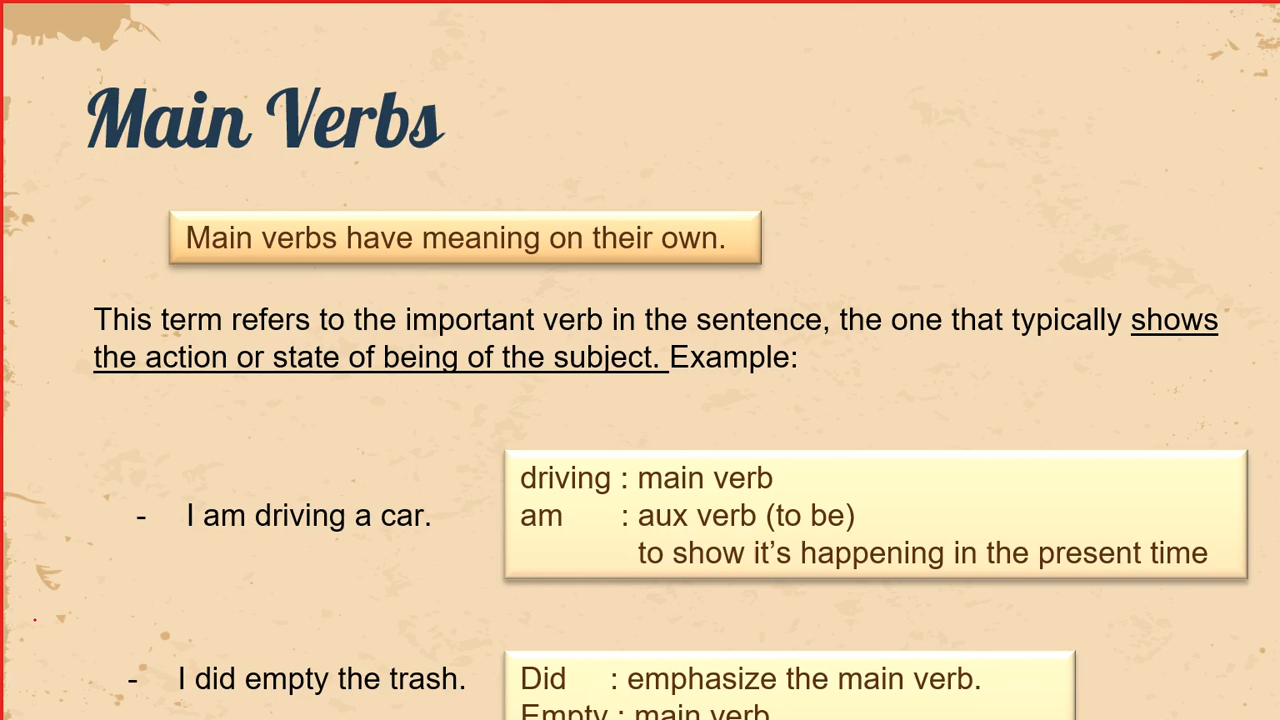 Main Verbs
Main verbs have meaning on their own.
This term refers to the important verb in the sentence, the one that typically shows
the action or state of being of the subject. Example:
- I am driving a car.
driving : main verb
am : aux verb (to be)
to show it’s happening in the present time
- I did empty the trash.
Did : emphasize the main verb.
Empty : main verb